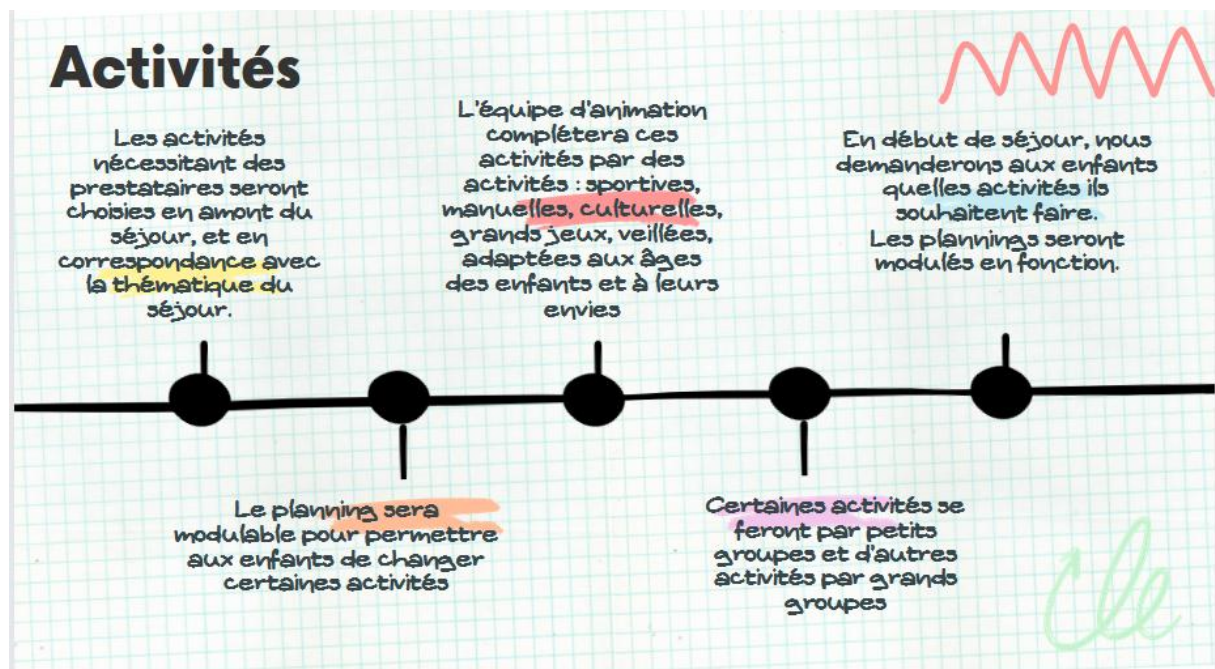 Activités
Les activités
nécessitant des
prestataires seront
choisies en amont du
séjour, et en
correspondance avec
la thématique du
séjour.
Le planning sera
modulable pour permettre
aux enfants de changer
certaines activités
L'équipe d'animation
complétera ces
activités par des
activités : sportives,
manuelles, culturelles,
grands jeux, veillées,
adaptées aux âges
des enfants et à leurs
envies
Certaines activités se
feront par petits
groupes et d'autres
activités par grands
groupes
En début de séjour, nous
demanderons aux enfants
quelles activités ils
souhaitent faire.
Les plannings seront
modulés en fonction.